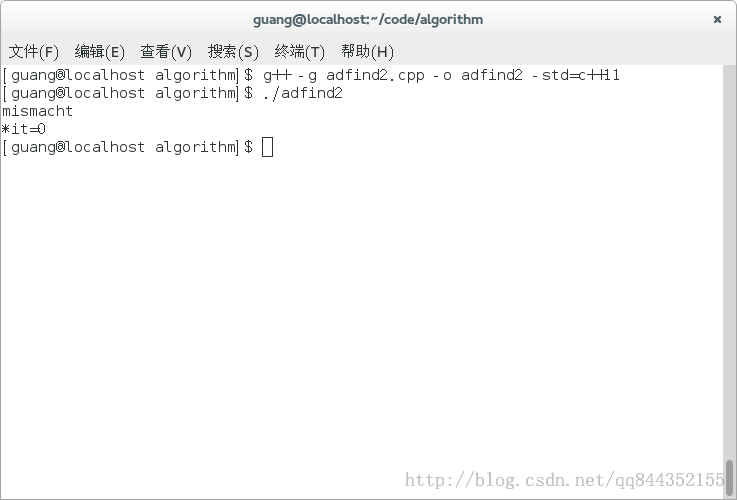 guang@localhost:~/code/algorithm ×
文件(F) 编辑(E) 查看(V) 搜索(S) 终端(T) 帮助(H)
[guang@localhost algorithm]$ g++ -g adfind2.cpp -o adfind2 -std=c++11
[guang@localhost algorithm]$ ./adfind2
mismacht
*it=0
[guang@localhost algorithm]$
http://blog.csdn.net/qq844352155